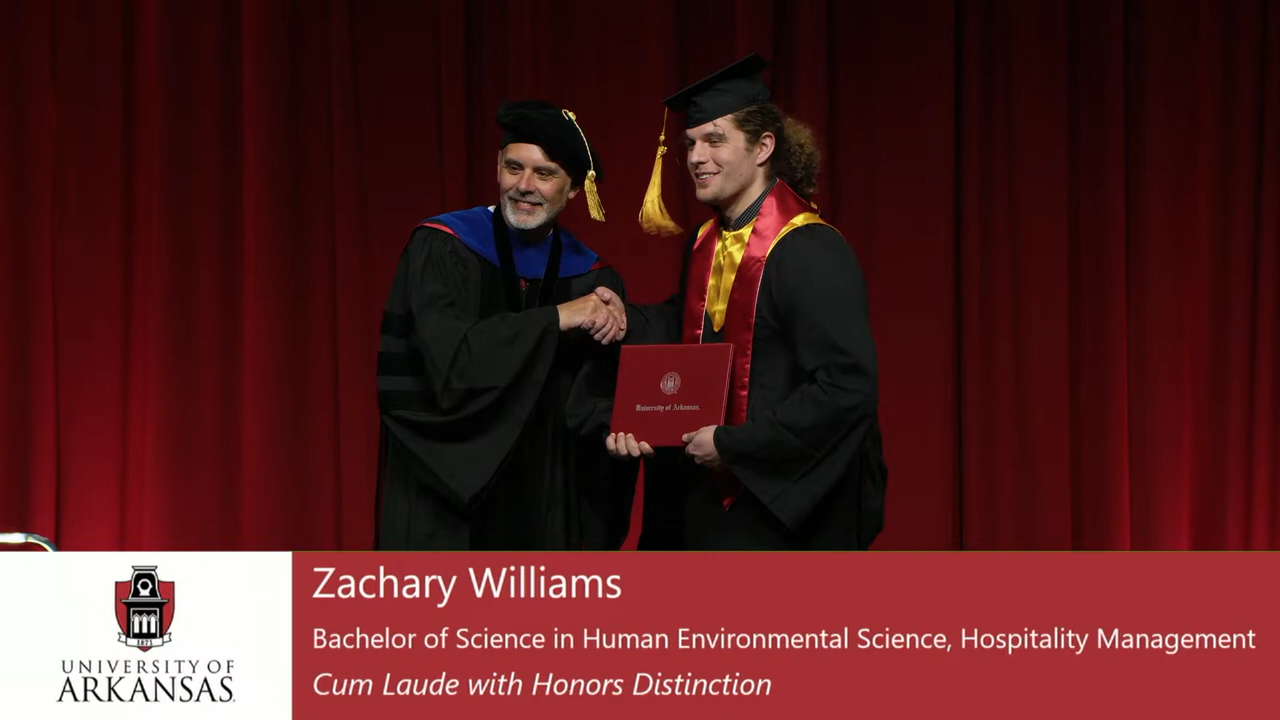 University of Arkansas
Zachary Williams
Bachelor of Science in Human Environmental Science, Hospitality Management
Cum Laude with Honors Distinction
1871
UNIVERSITY OF
ARKANSAS